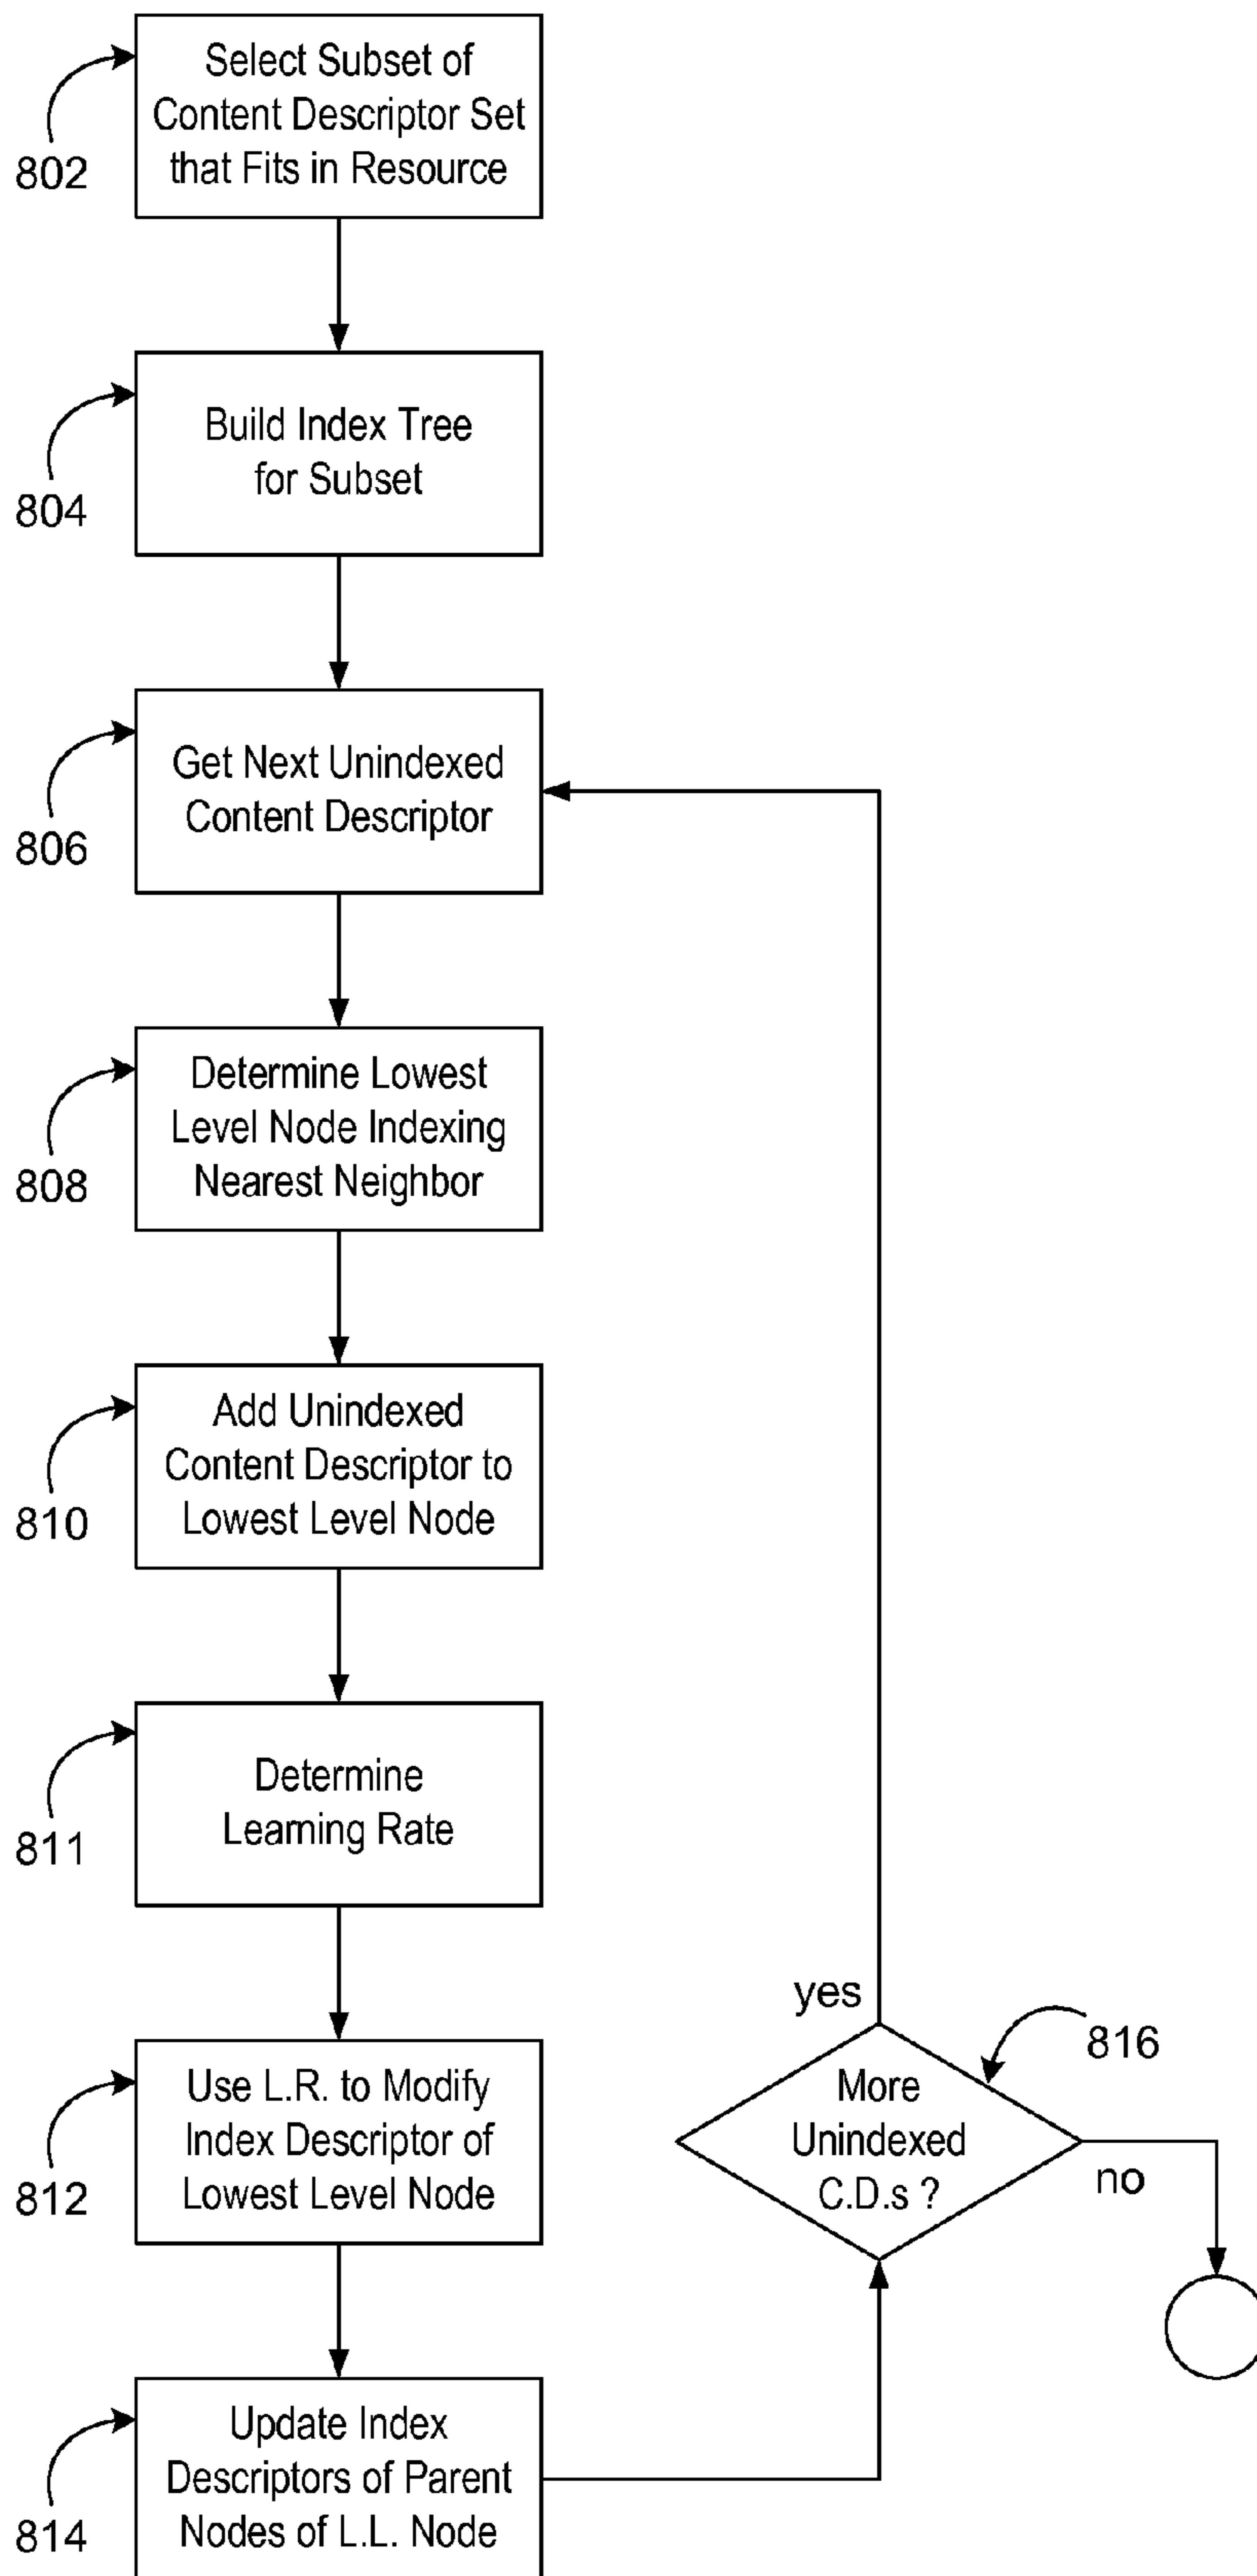 Select Subset of
Content Descriptor Set
that Fits in Resource
802
Build Index Tree
for Subset
804
Get Next Unindexed
Content Descriptor
806
Determine Lowest
Level Node Indexing
Nearest Neighbor
808
Add Unindexed
Content Descriptor to
Lowest Level Node
810
Determine
Learning Rate
811
Use L.R. to Modify
Index Descriptor of
Lowest Level Node
812
Update Index
Descriptors of Parent
Nodes of L.L. Node
814
yes
816
More
Unindexed
C.D.s ?
no